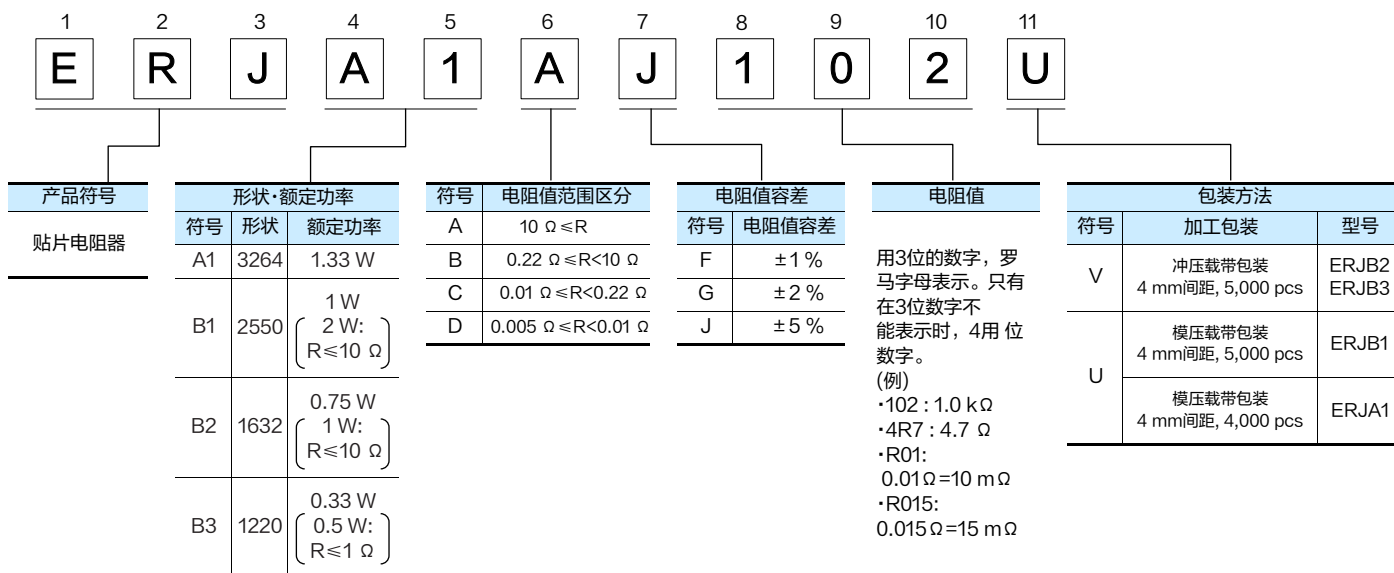 1 2 3 4 5 6 7 8 9 10 11
E R J A 1 A J 1 0 2 U
产品符号
贴片电阻器
形状·额定功率
符号 形状 额定功率
A1 3264 1.33 W
B1 2550 1 W
2 W:
R≤10 Ω
B2 1632 0.75 W
1 W:
R≤10 Ω
B3 1220 0.33 W
0.5 W:
R≤1 Ω
符号 电阻值范围区分
A 10 Ω≤R
B 0.22 Ω≤R<10 Ω
C 0.01 Ω≤R<0.22 Ω
D 0.005 Ω≤R<0.01 Ω
电阻值容差
符号 电阻值容差
F ±1 %
G ±2 %
J ±5 %
电阻值
用3位的数字，罗
马字母表示。只有
在3位数字不
能表示时，4用 位
数字。
(例)
·102 : 1.0 kΩ
·4R7 : 4.7 Ω
·R01:
0.01Ω=10 mΩ
·R015:
0.015Ω=15 mΩ
包装方法
符号 加工包装 型号
V 冲压载带包装
4 mm间距, 5,000 pcs
ERJB2
ERJB3
U 模压载带包装
4 mm间距, 5,000 pcs
ERJB1
模压载带包装
4 mm间距, 4,000 pcs
ERJA1